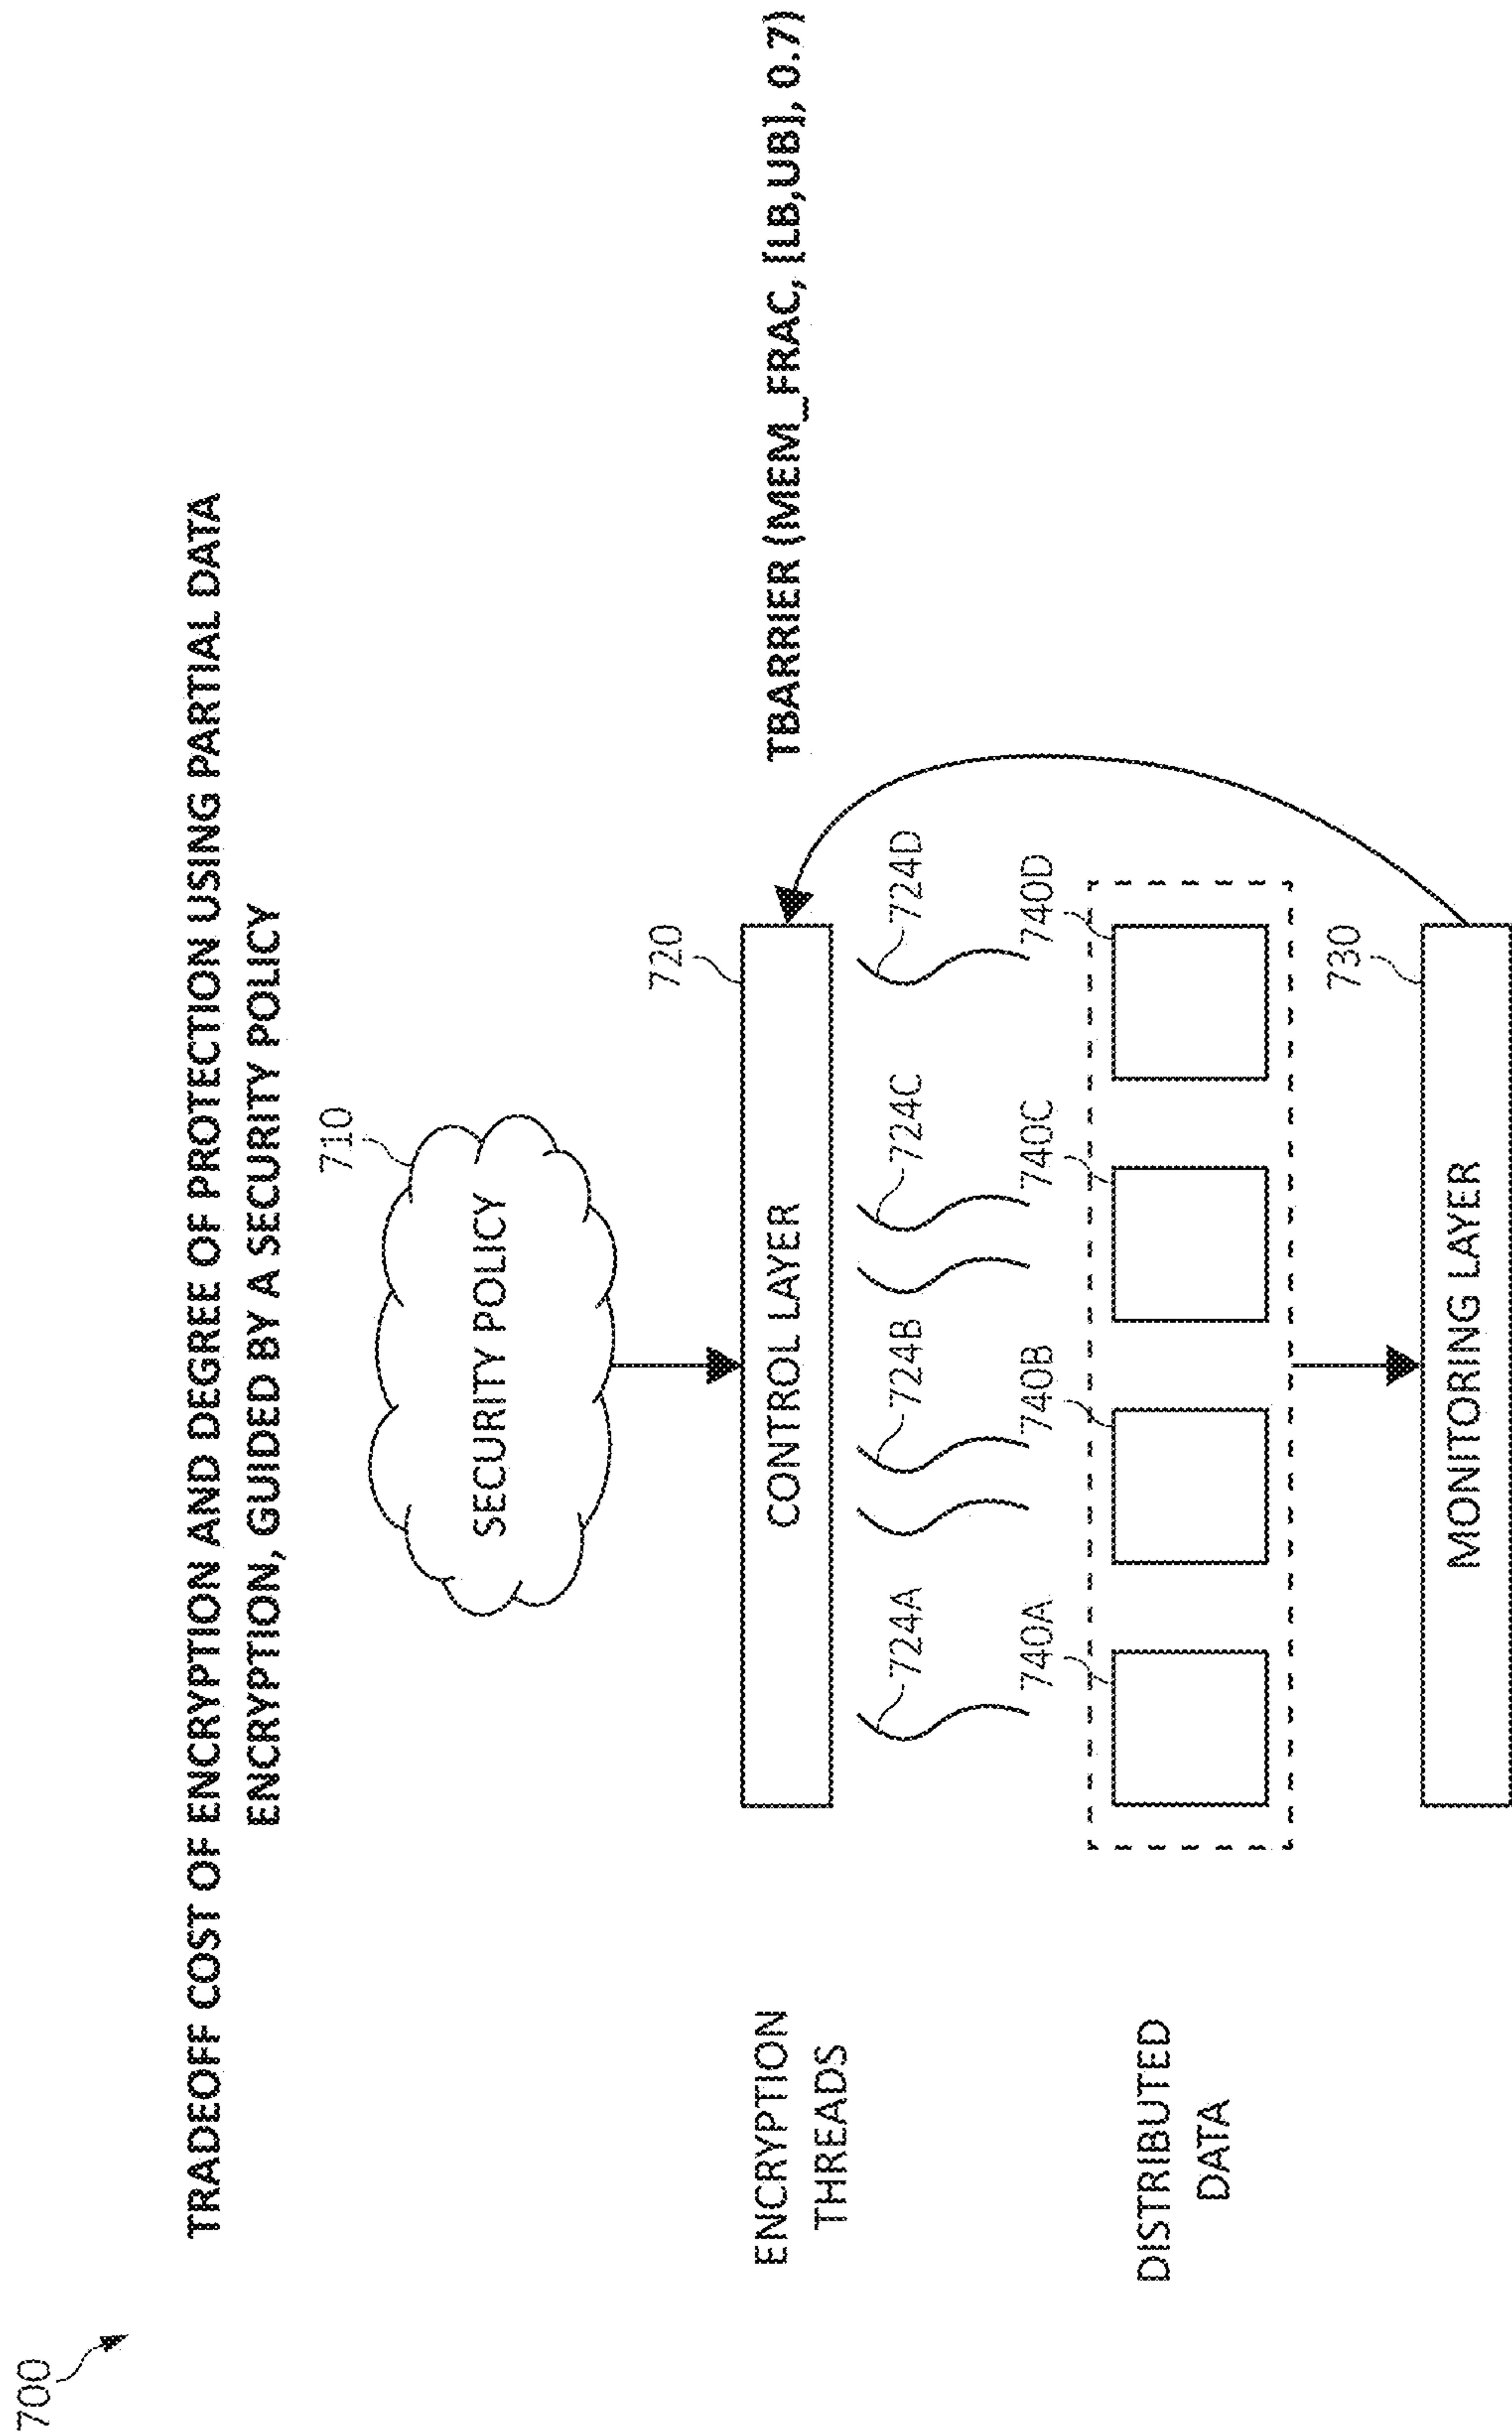 700
TRADEOFF COST OF ENCRYPTION AND DEGREE OF PROTECTION USING PARTIAL DATA
ENCRYPTION, GUIDED BY A SECURITY POLICY
710
SECURITY POLICY
720
TBARRIER (MEM_FRAC, [LB,UB], 0.7)
ENCRYPTION
THREADS
CONTROL LAYER
724A
724B
724C
724D
740A
740B
740C
740D
DISTRIBUTED
DATA
730
MONITORING LAYER